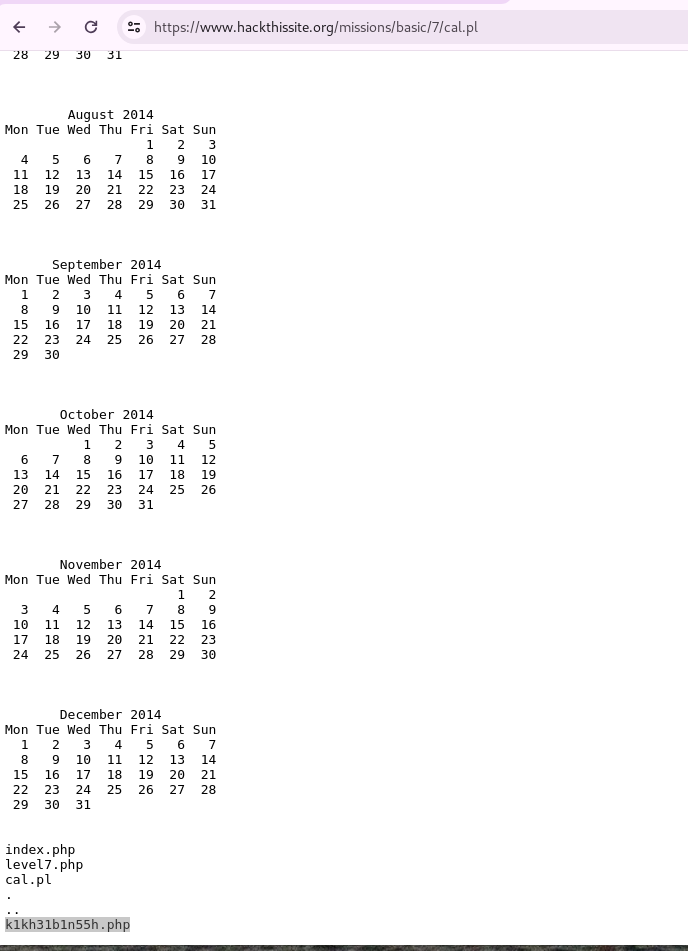 https://www.hackthissite.org/missions/basic/7/cal.pl
28 29 30 31
August 2014
Mon Tue Wed Thu Fri Sat Sun
1 2 3
4 5 6 7 8 9 10
11 12 13 14 15 16 17
18 19 20 21 22 23 24
25 26 27 28 29 30 31
September 2014
Mon Tue Wed Thu Fri Sat Sun
1 2 3 4 5 6 7
8 9 10 11 12 13 14
15 16 17 18 19 20 21
22 23 24 25 26 27 28
29 30
October 2014
Mon Tue Wed Thu Fri Sat Sun
1 2 3 4 5
6 7 8 9 10 11 12
13 14 15 16 17 18 19
20 21 22 23 24 25 26
27 28 29 30 31
November 2014
Mon Tue Wed Thu Fri Sat Sun
1 2
3 4 5 6 7 8 9
10 11 12 13 14 15 16
17 18 19 20 21 22 23
24 25 26 27 28 29 30
December 2014
Mon Tue Wed Thu Fri Sat Sun
1 2 3 4 5 6 7
8 9 10 11 12 13 14
15 16 17 18 19 20 21
22 23 24 25 26 27 28
29 30 31
index.php
level7.php
cal.pl
.
..
k1kh31b1n55h.php